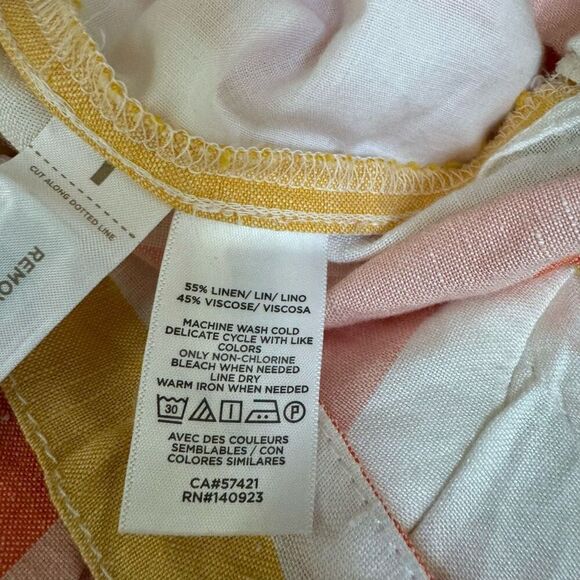 CUT ALONG DOTTED LINE
55% LINEN/ LIN/ LINO
45% VISCOSE/ VISCOSA
MACHINE WASH COLD
DELICATE CYCLE WITH LIKE
COLORS
ONLY NON-CHLORINE
BLEACH WHEN NEEDED
LINE DRY
WARM IRON WHEN NEEDED
30 P
AVEC DES COULEURS
SEMBLABLES / CON
COLORES SIMILARES
CA#57421
RN#140923